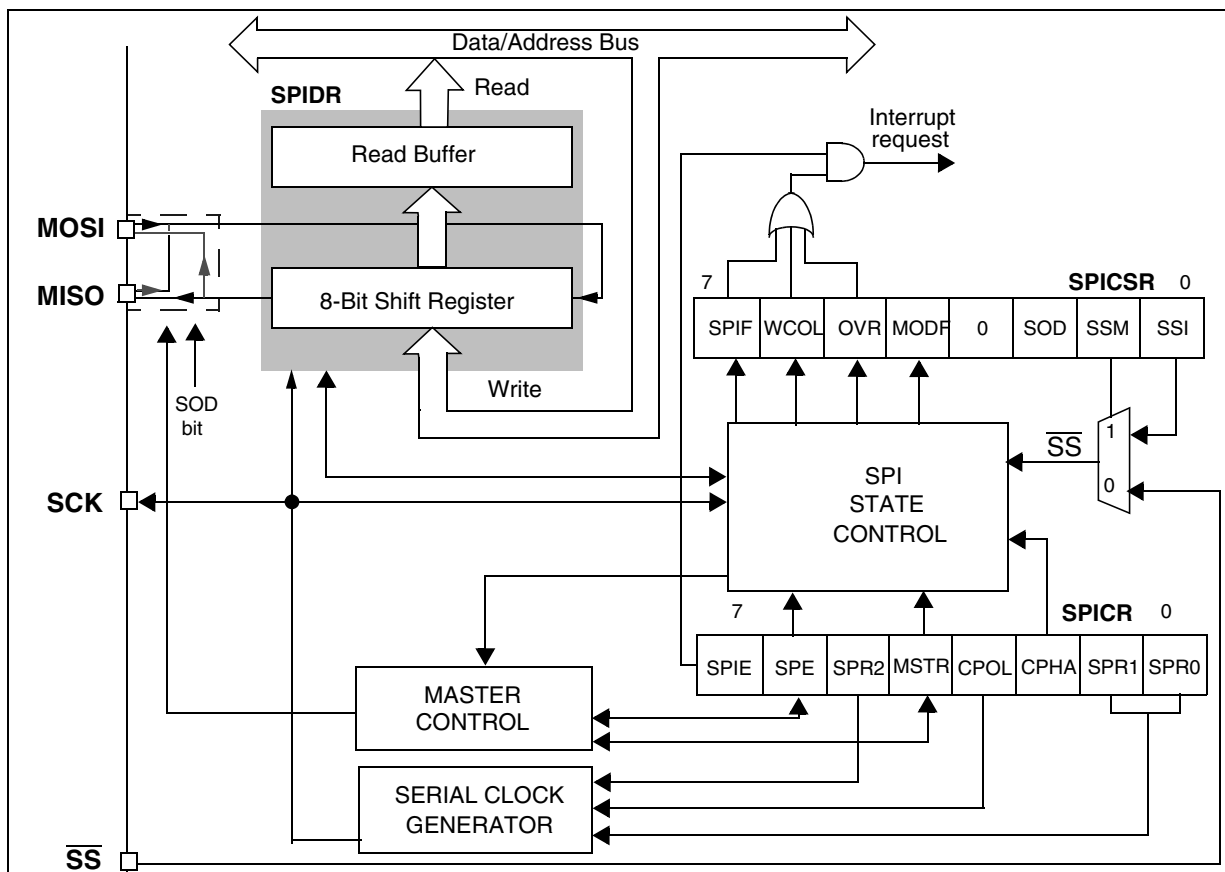 Data/Address Bus
SPIDR
Read
Read Buffer
Interrupt
request
MOSI
MISO
8-Bit Shift Register
7
SPICSR
0
SPIF
WCOL
OVR
MODF
0
SOD
SSM
SSI
Write
SOD
bit
SS
1
0
SCK
SPI
STATE
CONTROL
7
SPICR
0
SPIE
SPE
SPR2
MSTR
CPOL
CPHA
SPR1
SPR0
MASTER
CONTROL
SERIAL CLOCK
GENERATOR
SS